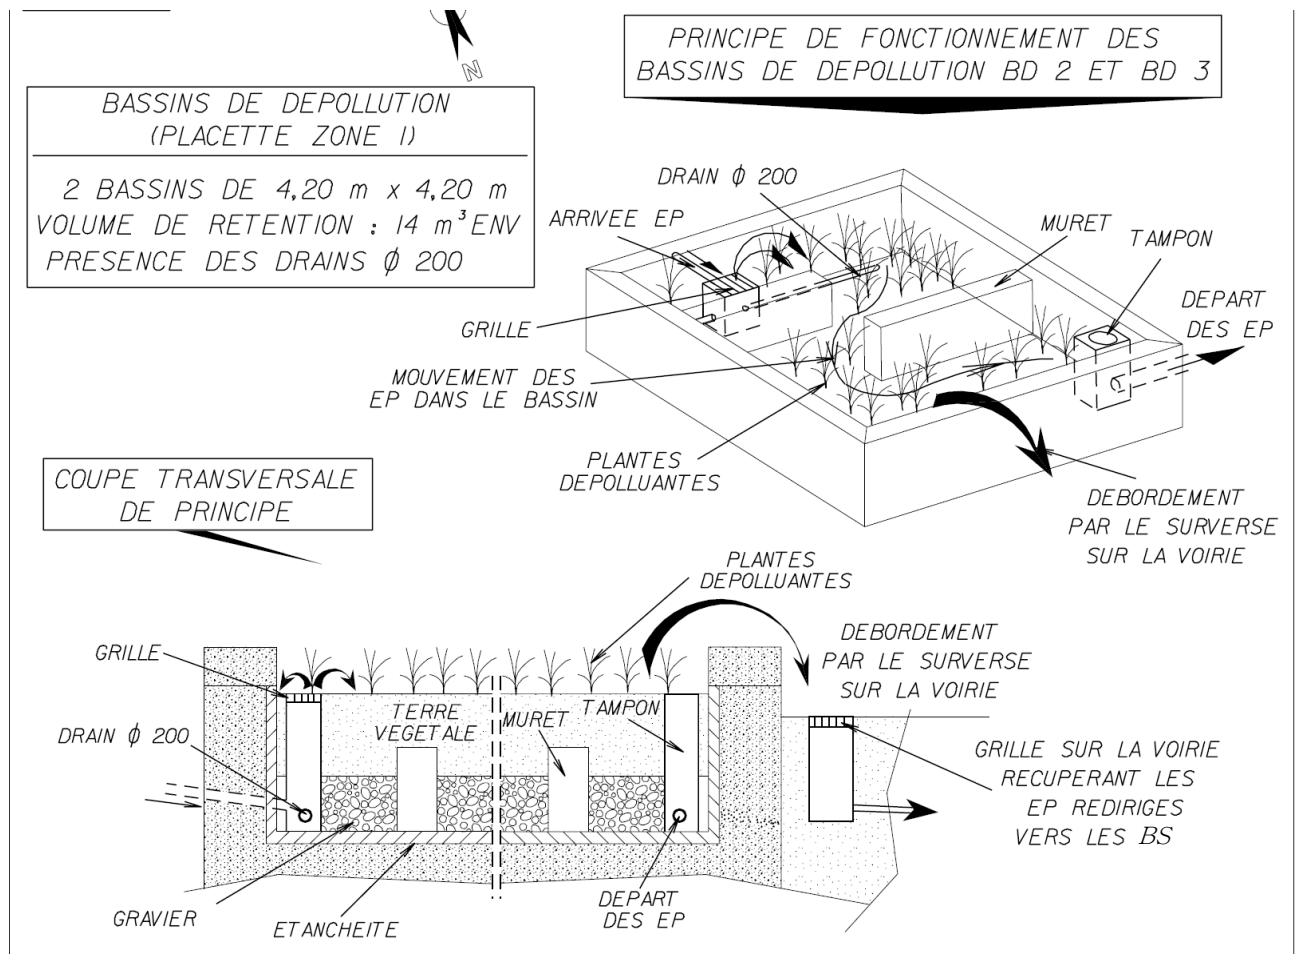 N
PRINCIPE DE FONCTIONNEMENT DES
BASSINS DE DEPOLLUTION BD 2 ET BD 3
BASSINS DE DEPOLLUTION
(PLACETTE ZONE I)
2 BASSINS DE 4,20 m x 4,20 m
VOLUME DE RETENTION : 14 m³ ENV
PRESENCE DES DRAINS ϕ 200
DRAIN ϕ 200
ARRIVEE EP
MURET
TAMPON
DEPART
DES EP
GRILLE
MOUVEMENT DES
EP DANS LE BASSIN
PLANTES
DEPOLLUANTES
DEBORDEMENT
PAR LE SURVERSE
SUR LA VOIRIE
COUPE TRANSVERSALE
DE PRINCIPE
PLANTES
DEPOLLUANTES
GRILLE
DEBORDEMENT
PAR LE SURVERSE
SUR LA VOIRIE
TERRE
VEGETALE
MURET
TAMPON
DRAIN ϕ 200
GRILLE SUR LA VOIRIE
RECUPERANT LES
EP REDIRIGES
VERS LES BS
GRAVIER
ETANCHEITE
DEPART
DES EP